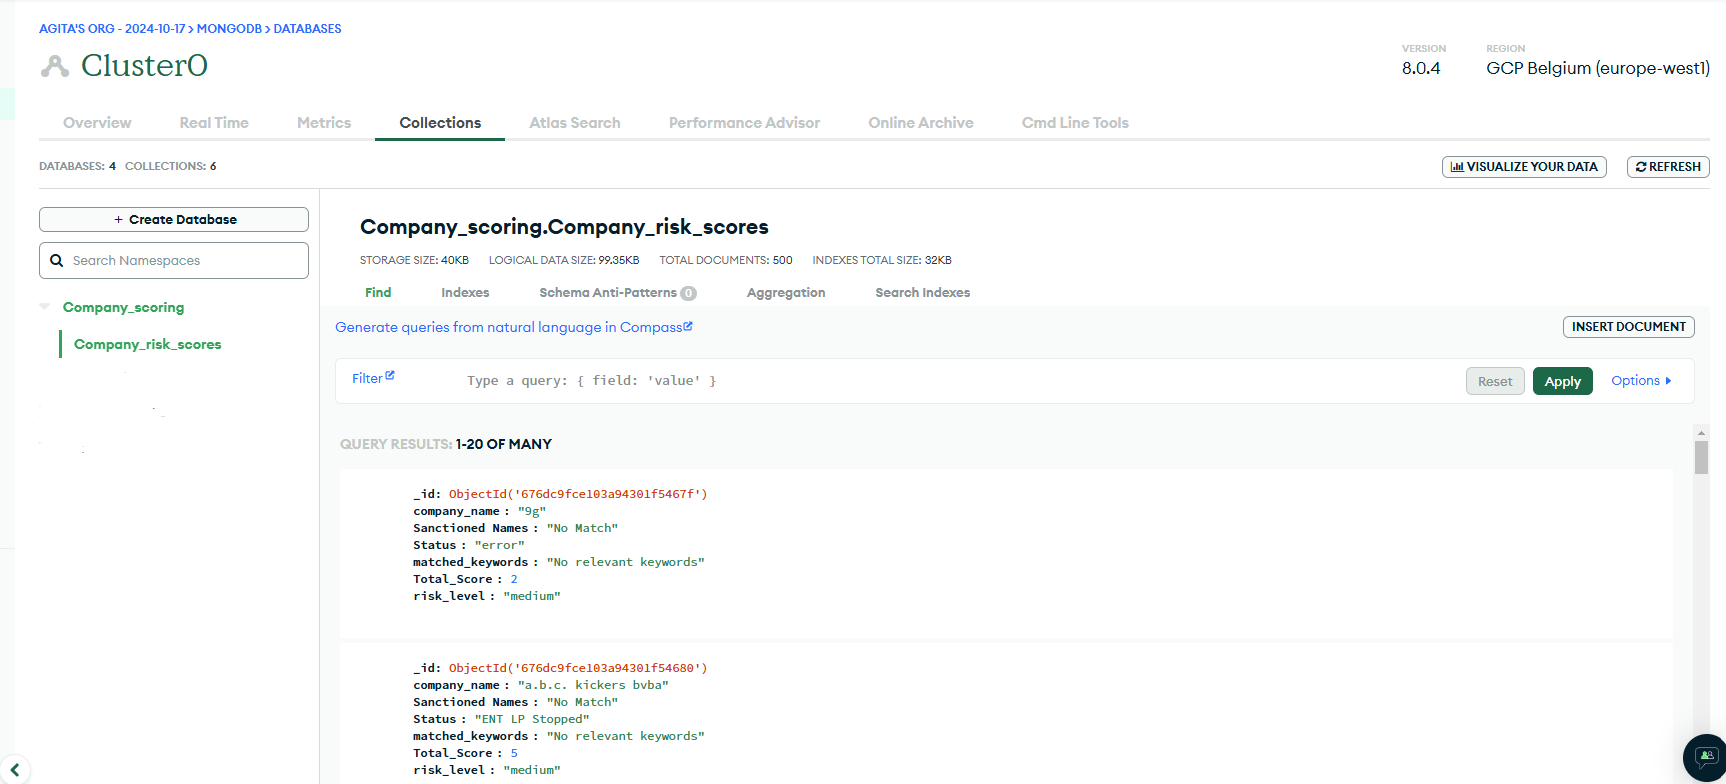 AGITA'S ORG - 2024-10-17 > MONGODB > DATABASES
Cluster0
VERSION
8.0.4
REGION
GCP Belgium (europe-west1)
Overview
Real Time
Metrics
Collections
Atlas Search
Performance Advisor
Online Archive
Cmd Line Tools
DATABASES: 4 COLLECTIONS: 6
VISUALIZE YOUR DATA
REFRESH
+ Create Database
Search Namespaces
Company_scoring
Company_risk_scores
Company_scoring.Company_risk_scores
STORAGE SIZE: 40KB LOGICAL DATA SIZE: 99.35KB TOTAL DOCUMENTS: 500 INDEXES TOTAL SIZE: 32KB
Find
Indexes
Schema Anti-Patterns 0
Aggregation
Search Indexes
Generate queries from natural language in Compass
INSERT DOCUMENT
Filter
Type a query: { field: 'value' }
Reset
Apply
Options
QUERY RESULTS: 1-20 OF MANY
_id: ObjectId('676dc9fce103a94301f5467f')
company_name : "9g"
Sanctioned Names : "No Match"
Status : "error"
matched_keywords : "No relevant keywords"
Total_Score : 2
risk_level : "medium"
_id: ObjectId('676dc9fce103a94301f54680')
company_name : "a.b.c. kickers bvba"
Sanctioned Names : "No Match"
Status : "ENT LP Stopped"
matched_keywords : "No relevant keywords"
Total_Score : 5
risk_level : "medium"